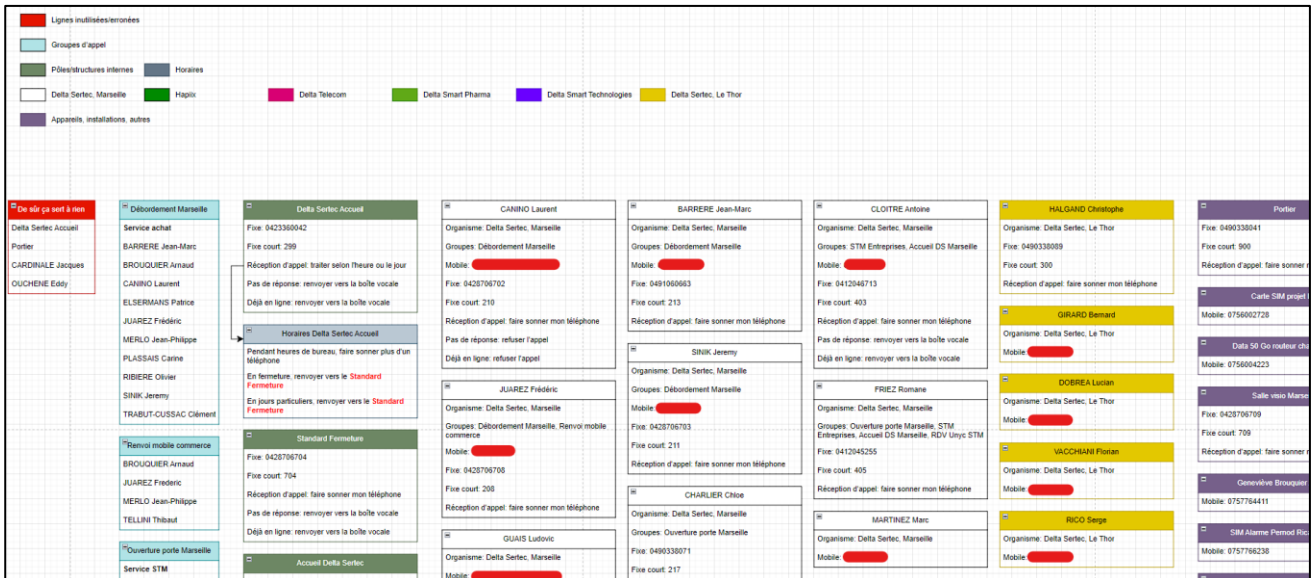 Lignes inutilisées/erronées
Groupes d'appel
Pôles/structures internes
Horaires
Delta Sertec, Marseille
Hapiix
Delta Telecom
Delta Smart Pharma
Delta Smart Technologies
Delta Sertec, Le Thor
Appareils, installations, autres
De sûr ça sert à rien
Delta Sertec Accueil
Portier
CARDINALE Jacques
OUCHENE Eddy
Débordement Marseille
Service achat
BARRERE Jean-Marc
BROUQUIER Arnaud
CANINO Laurent
ELSERMANS Patrice
JUAREZ Frédéric
MERLO Jean-Philippe
PLASSAIS Carine
RIBIERE Olivier
SINIK Jeremy
TRABUT-CUSSAC Clément
Renvoi mobile commerce
BROUQUIER Arnaud
JUAREZ Frederic
MERLO Jean-Philippe
TELLINI Thibaut
Ouverture porte Marseille
Service STM
Delta Sertec Accueil
Fixe: 0423360042
Fixe court: 299
Réception d'appel: traiter selon l'heure ou le jour
Pas de réponse: renvoyer vers la boîte vocale
Déjà en ligne: renvoyer vers la boîte vocale
Horaires Delta Sertec Accueil
Pendant heures de bureau, faire sonner plus d'un
téléphone
En fermeture, renvoyer vers le Standard
Fermeture
En jours particuliers, renvoyer vers le Standard
Fermeture
Standard Fermeture
Fixe: 0428706704
Fixe court: 704
Réception d'appel: faire sonner mon téléphone
Pas de réponse: renvoyer vers la boîte vocale
Déjà en ligne: renvoyer vers la boîte vocale
Accueil Delta Sertec
CANINO Laurent
Organisme: Delta Sertec, Marseille
Groupes: Débordement Marseille
Mobile:
Fixe: 0428706702
Fixe court: 210
Réception d'appel: faire sonner mon téléphone
Pas de réponse: refuser l'appel
Déjà en ligne: refuser l'appel
JUAREZ Frédéric
Organisme: Delta Sertec, Marseille
Groupes: Débordement Marseille, Renvoi mobile
commerce
Mobile:
Fixe: 0428706708
Fixe court: 208
Réception d'appel: faire sonner mon téléphone
GUAIS Ludovic
Organisme: Delta Sertec, Marseille
Mobile:
BARRERE Jean-Marc
Organisme: Delta Sertec, Marseille
Groupes: Débordement Marseille
Mobile:
Fixe: 0491060663
Fixe court: 213
Réception d'appel: faire sonner mon téléphone
SINIK Jeremy
Organisme: Delta Sertec, Marseille
Groupes: Débordement Marseille
Mobile:
Fixe: 0428706703
Fixe court: 211
Réception d'appel: faire sonner mon téléphone
CHARLIER Chloe
Organisme: Delta Sertec, Marseille
Groupes: Ouverture porte Marseille
Fixe: 0490338071
Fixe court: 217
CLOITRE Antoine
Organisme: Delta Sertec, Marseille
Groupes: STM Entreprises, Accueil DS Marseille
Mobile:
Fixe: 0412046713
Fixe court: 403
Réception d'appel: faire sonner mon téléphone
Pas de réponse: renvoyer vers la boîte vocale
Déjà en ligne: renvoyer vers la boîte vocale
FRIEZ Romane
Organisme: Delta Sertec, Marseille
Groupes: Ouverture porte Marseille, STM
Entreprises, Accueil DS Marseille, RDV Unyc STM
Fixe: 0412045255
Fixe court: 405
Réception d'appel: faire sonner mon téléphone
MARTINEZ Marc
Organisme: Delta Sertec, Marseille
Mobile:
HALGAND Christophe
Organisme: Delta Sertec, Le Thor
Fixe: 0490338089
Fixe court: 300
Réception d'appel: faire sonner mon téléphone
GIRARD Bernard
Organisme: Delta Sertec, Le Thor
Mobile:
DOBREA Lucian
Organisme: Delta Sertec, Le Thor
Mobile:
VACCHIANI Florian
Organisme: Delta Sertec, Le Thor
Mobile:
RICO Serge
Organisme: Delta Sertec, Le Thor
Mobile:
Portier
Fixe: 0490338041
Fixe court: 900
Réception d'appel: faire sonner
Carte SIM projet
Mobile: 0756002728
Data 50 Go routeur cha
Mobile: 0756004223
Salle visio Marse
Fixe: 0428706709
Fixe court: 709
Réception d'appel: faire sonner
Geneviève Brouquier
Mobile: 0757764411
SIM Alarme Pernod Ric
Mobile: 0757766238